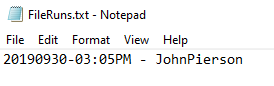 FileRuns.txt - Notepad
File Edit Format View Help
20190930-03:05PM - JohnPierson